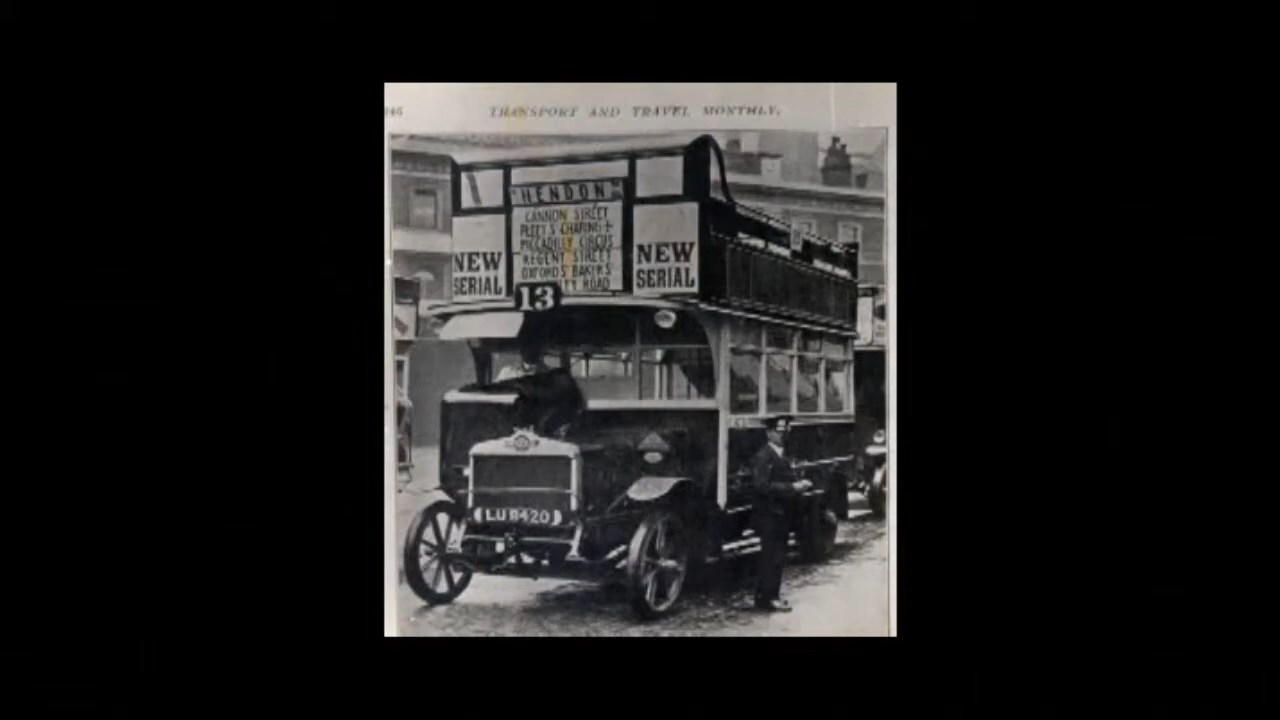 TRANSPORT AND TRAVEL MONTHLY.
HENDON
CANNON STREET
FLEET S CHARING +
PICCADILLY CIRCUS
REGENT STREET
OXFORD S' BAKER S'
ROAD
NEW
SERIAL
NEW
SERIAL
13
LU 8420